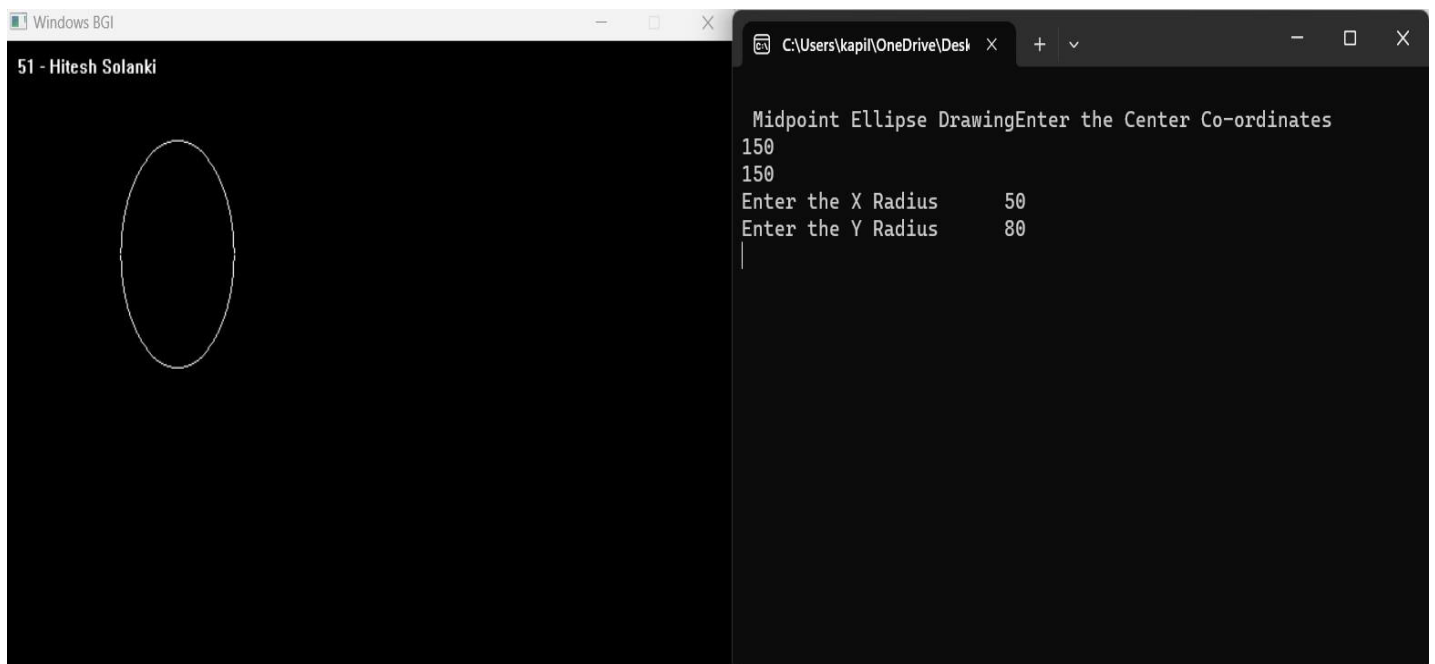 Windows BGI
51 - Hitesh Solanki
C:\Users\kapil\OneDrive\Desk
Midpoint Ellipse DrawingEnter the Center Co-ordinates
150
150
Enter the X Radius 50
Enter the Y Radius 80